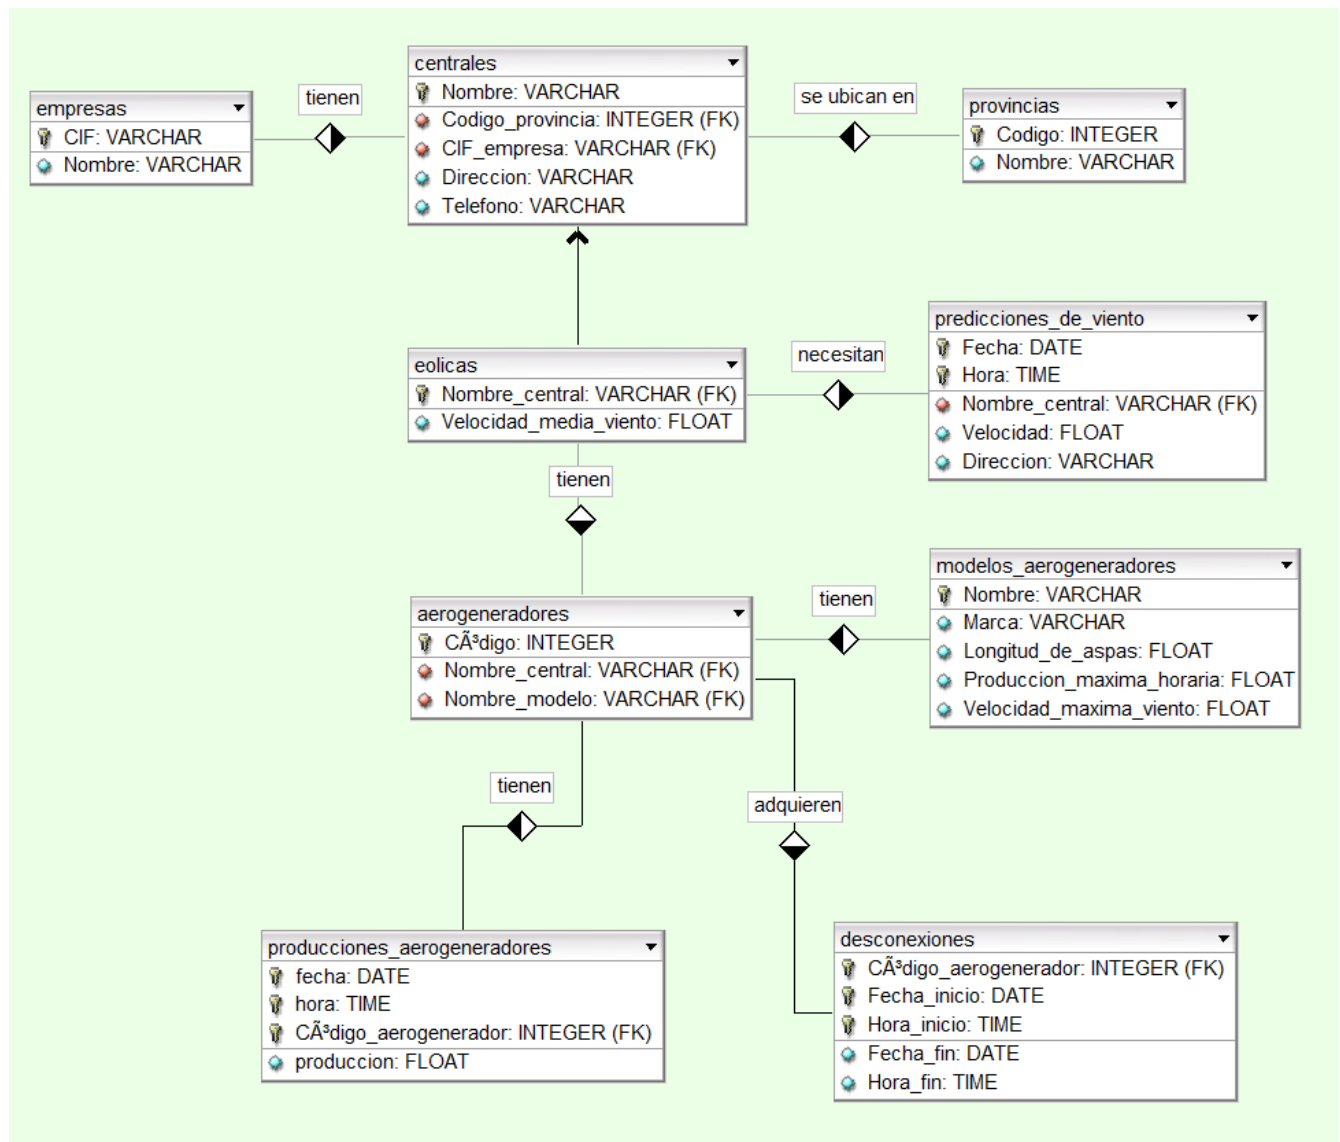 centrales
Nombre: VARCHAR
Codigo_provincia: INTEGER (FK)
CIF_empresa: VARCHAR (FK)
Direccion: VARCHAR
Telefono: VARCHAR
tienen
se ubican en
empresas
CIF: VARCHAR
Nombre: VARCHAR
provincias
Codigo: INTEGER
Nombre: VARCHAR
predicciones_de_viento
Fecha: DATE
Hora: TIME
Nombre_central: VARCHAR (FK)
Velocidad: FLOAT
Direccion: VARCHAR
necesitan
eolicas
Nombre_central: VARCHAR (FK)
Velocidad_media_viento: FLOAT
tienen
modelos_aerogeneradores
Nombre: VARCHAR
Marca: VARCHAR
Longitud_de_aspas: FLOAT
Produccion_maxima_horaria: FLOAT
Velocidad_maxima_viento: FLOAT
tienen
aerogeneradores
CÃ³digo: INTEGER
Nombre_central: VARCHAR (FK)
Nombre_modelo: VARCHAR (FK)
tienen
adquieren
producciones_aerogeneradores
fecha: DATE
hora: TIME
CÃ³digo_aerogenerador: INTEGER (FK)
produccion: FLOAT
desconexiones
CÃ³digo_aerogenerador: INTEGER (FK)
Fecha_inicio: DATE
Hora_inicio: TIME
Fecha_fin: DATE
Hora_fin: TIME